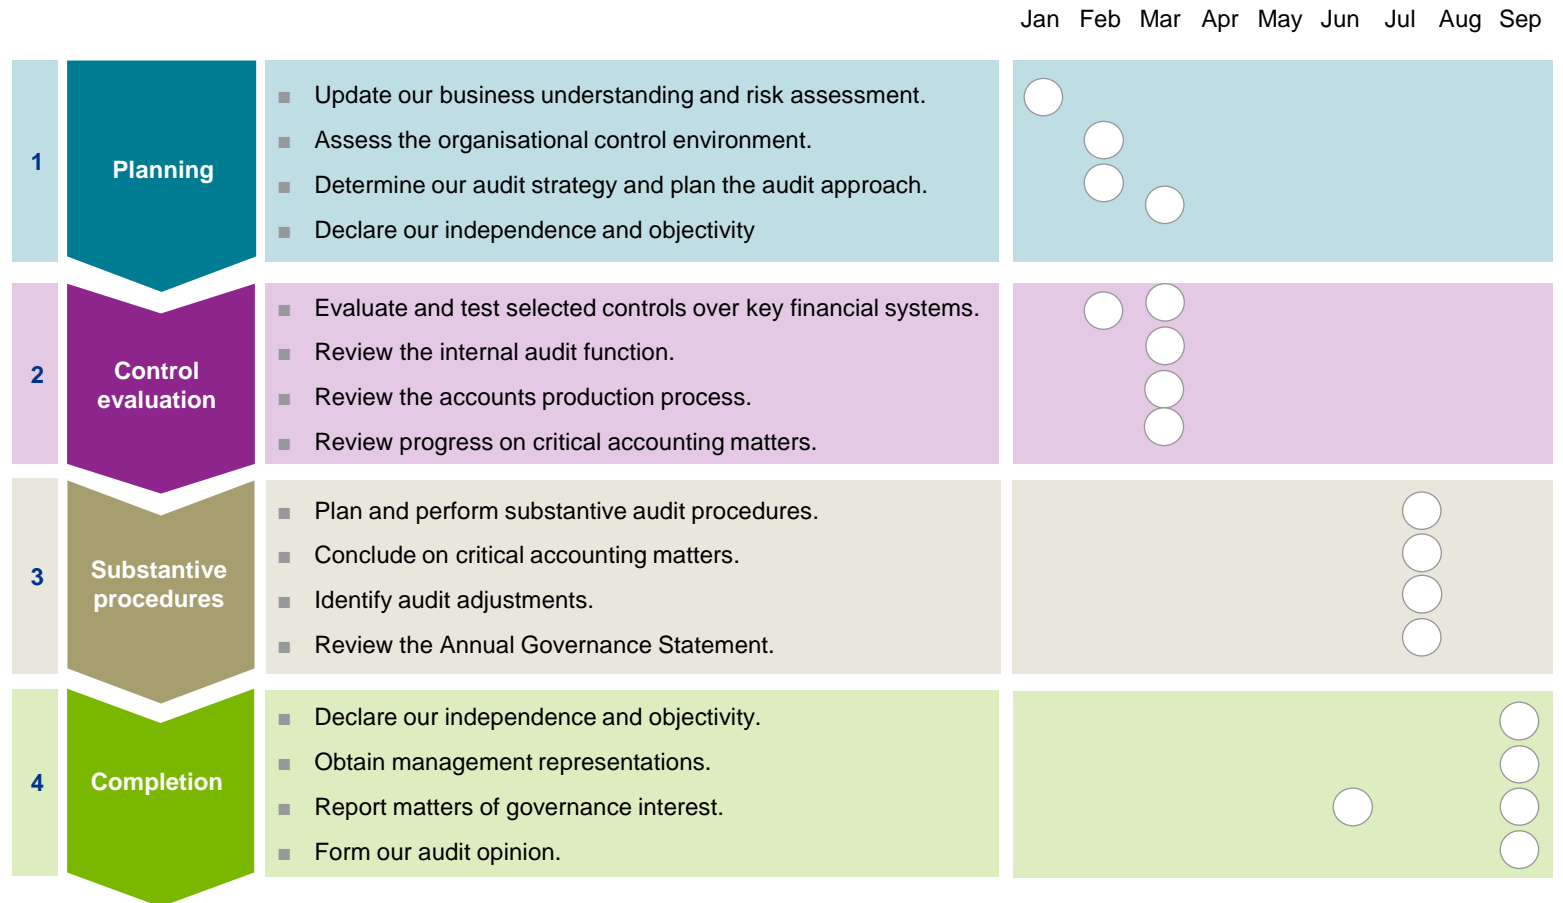 Jan Feb Mar Apr May Jun Jul Aug Sep
1
Planning
■ Update our business understanding and risk assessment.
■ Assess the organisational control environment.
■ Determine our audit strategy and plan the audit approach.
■ Declare our independence and objectivity
2
Control
evaluation
■ Evaluate and test selected controls over key financial systems.
■ Review the internal audit function.
■ Review the accounts production process.
■ Review progress on critical accounting matters.
3
Substantive
procedures
■ Plan and perform substantive audit procedures.
■ Conclude on critical accounting matters.
■ Identify audit adjustments.
■ Review the Annual Governance Statement.
4
Completion
■ Declare our independence and objectivity.
■ Obtain management representations.
■ Report matters of governance interest.
■ Form our audit opinion.